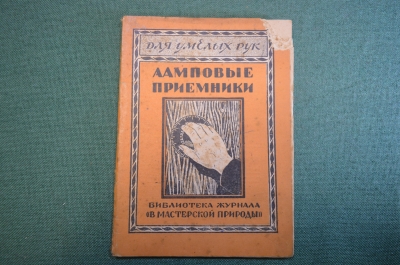 ДЛЯ УМЕЛЫХ РУК
ЛАМПОВЫЕ
ПРИЕМНИКИ
БИБЛИОТЕКА ЖУРНАЛА
«В МАСТЕРСКОЙ ПРИРОДЫ»